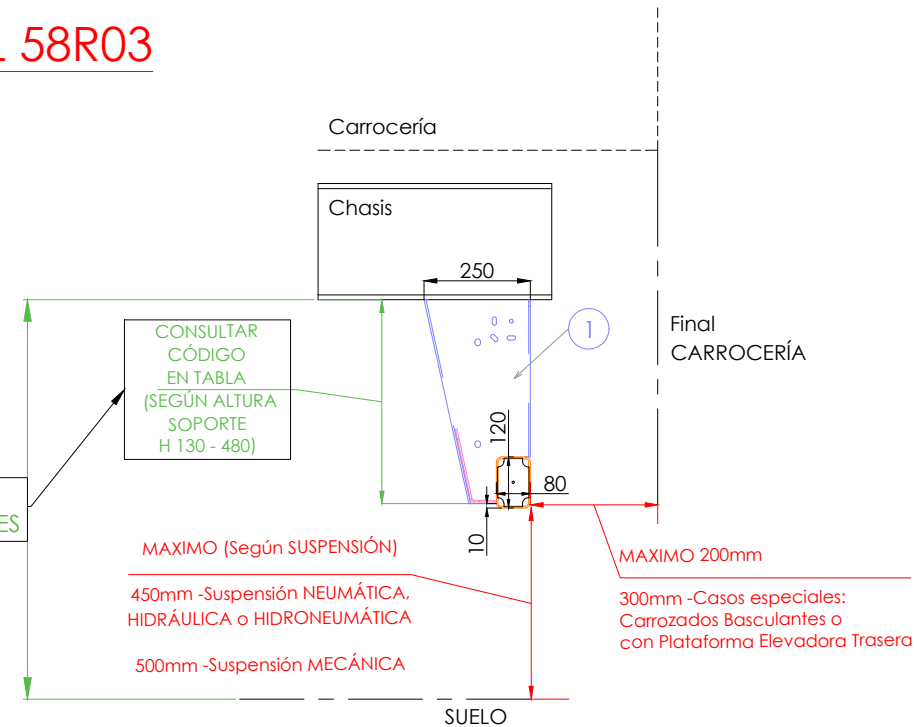 58R03
Carrocería
Chasis
250
1
Final
CARROCERÍA
CONSULTAR
CÓDIGO
EN TABLA
(SEGÚN ALTURA
SOPORTE
H 130 - 480)
120
80
10
ES
MAXIMO (Según SUSPENSIÓN)
450mm -Suspensión NEUMÁTICA,
HIDRÁULICA o HIDRONEUMÁTICA
500mm -Suspensión MECÁNICA
MAXIMO 200mm
300mm -Casos especiales:
Carrozados Basculantes o
con Plataforma Elevadora Trasera
SUELO